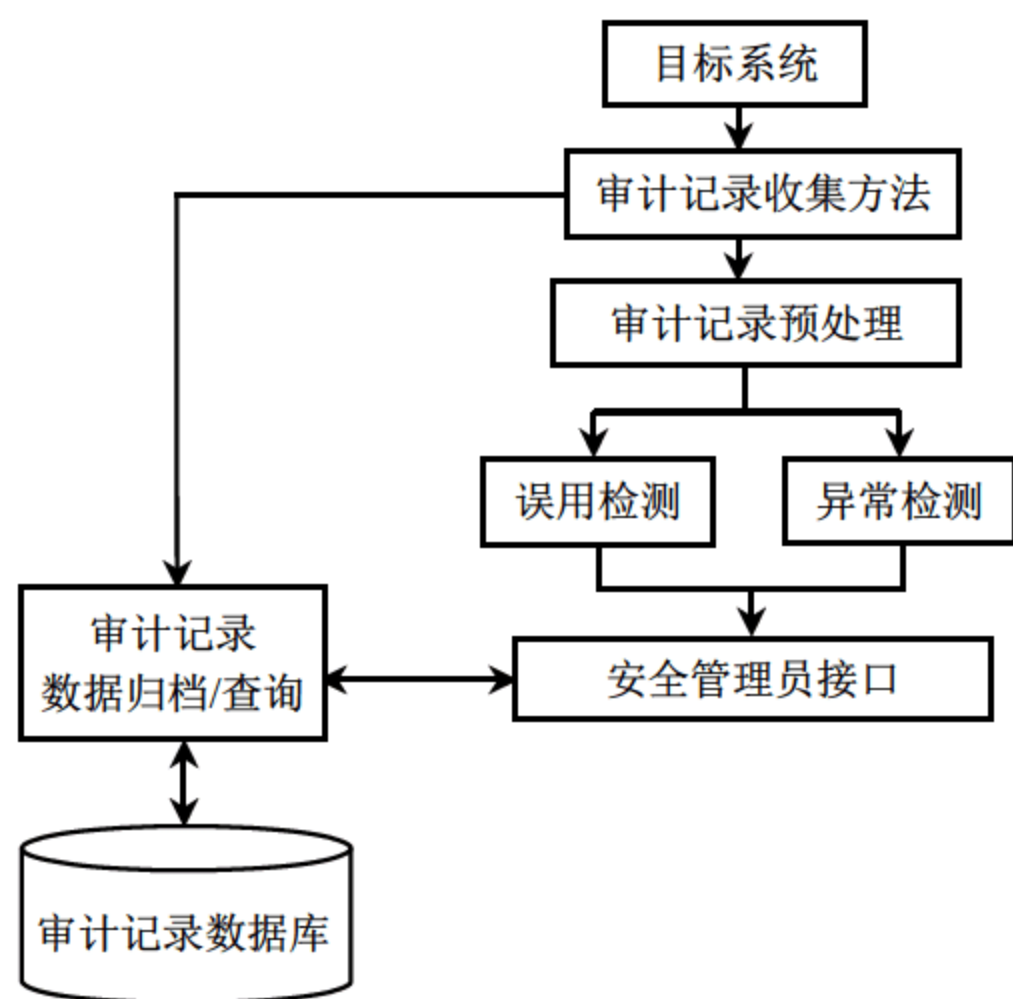 目标系统
审计记录收集方法
审计记录预处理
误用检测
异常检测
审计记录
数据归档/查询
安全管理员接口
审计记录数据库